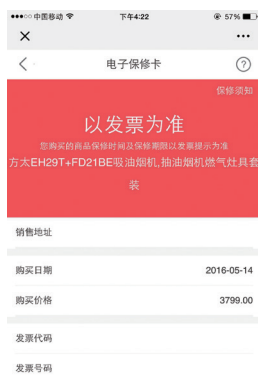 中国移动 下午4:22 57%
电子保修卡
保修须知
以发票为准
您购买的商品保修时间及保修期限以发票提示为准
方太EH29T+FD21BE吸油烟机,抽油烟机燃气灶具套
装
销售地址
购买日期 2016-05-14
购买价格 3799.00
发票代码
发票号码